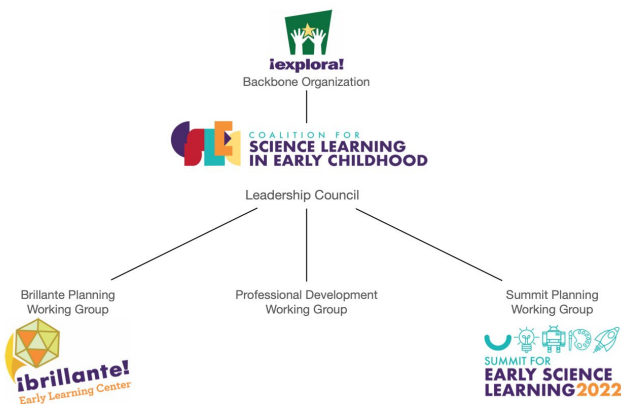 ¡explora!
Backbone Organization
CSLE
COALITION FOR
SCIENCE LEARNING
IN EARLY CHILDHOOD
Leadership Council
Brillante Planning
Working Group
Professional Development
Working Group
Summit Planning
Working Group
¡brillante!
Early Learning Center
SUMMIT FOR
EARLY SCIENCE
LEARNING2022